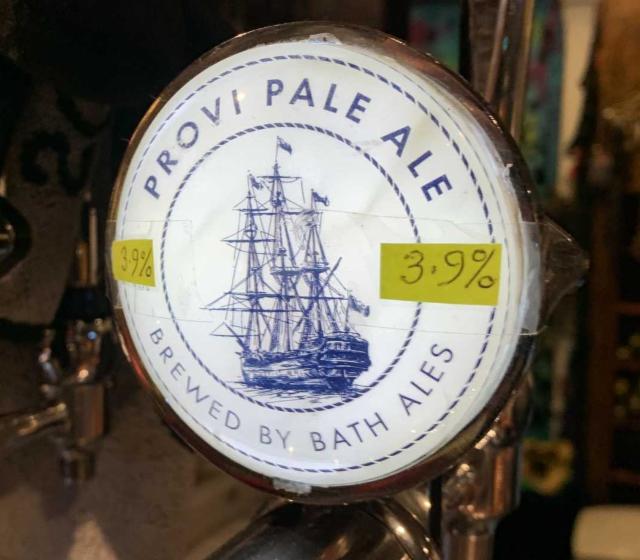 PROVI PALE ALE
3.9%
3.9%
BREWED BY BATH ALES